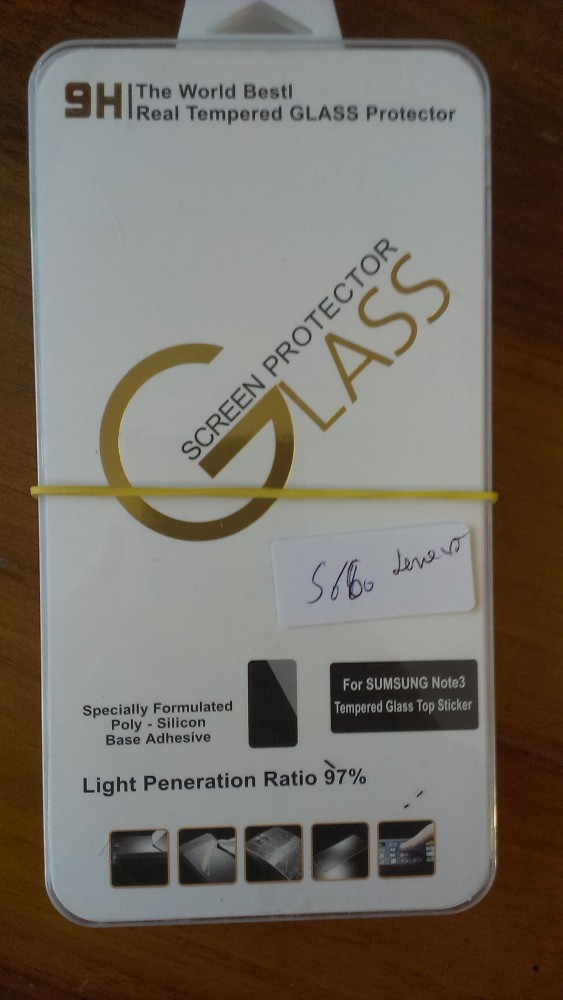 9H The World Bestl
Real Tempered GLASS Protector
SCREEN PROTECTOR
GLASS
S660 Lenovo
Specially Formulated
Poly - Silicon
Base Adhesive
For SUMSUNG Note3
Tempered Glass Top Sticker
Light Peneration Ratio 97%